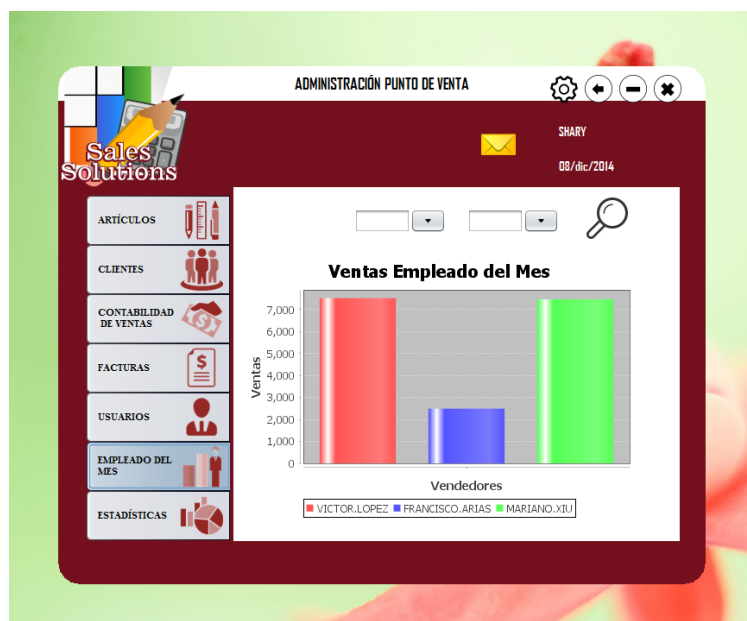 ADMINISTRACIÓN PUNTO DE VENTA
Sales
Solutions
SHARY
08/dic/2014
ARTÍCULOS
CLIENTES
CONTABILIDAD
DE VENTAS
FACTURAS
USUARIOS
EMPLEADO DEL
MES
ESTADÍSTICAS
Ventas Empleado del Mes
Ventas
7,000
6,000
5,000
4,000
3,000
2,000
1,000
0
Vendedores
VICTOR.LOPEZ FRANCISCO.ARIAS MARIANO.XIU